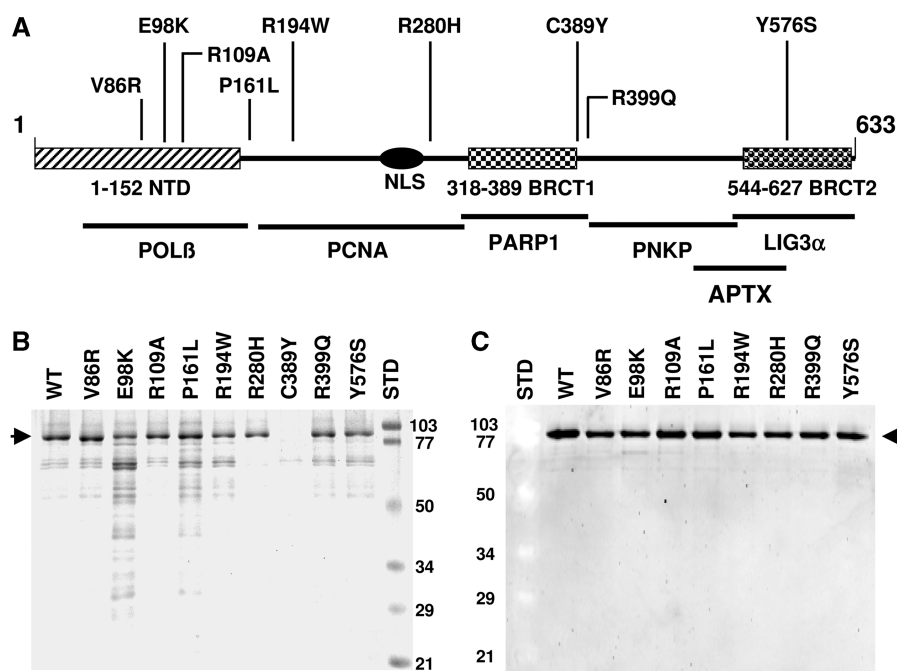 A
E98K R194W R280H C389Y Y576S
R109A
V86R P161L R399Q
1 633
NLS
1-152 NTD 318-389 BRCT1 544-627 BRCT2
POLß PCNA PARP1 PNKP LIG3α
APTX
B
WT V86R E98K R109A P161L R194W R280H C389Y R399Q Y576S STD
103
77
50
34
29
21
C
STD WT V86R E98K R109A P161L R194W R280H R399Q Y576S
103
77
50
34
29
21